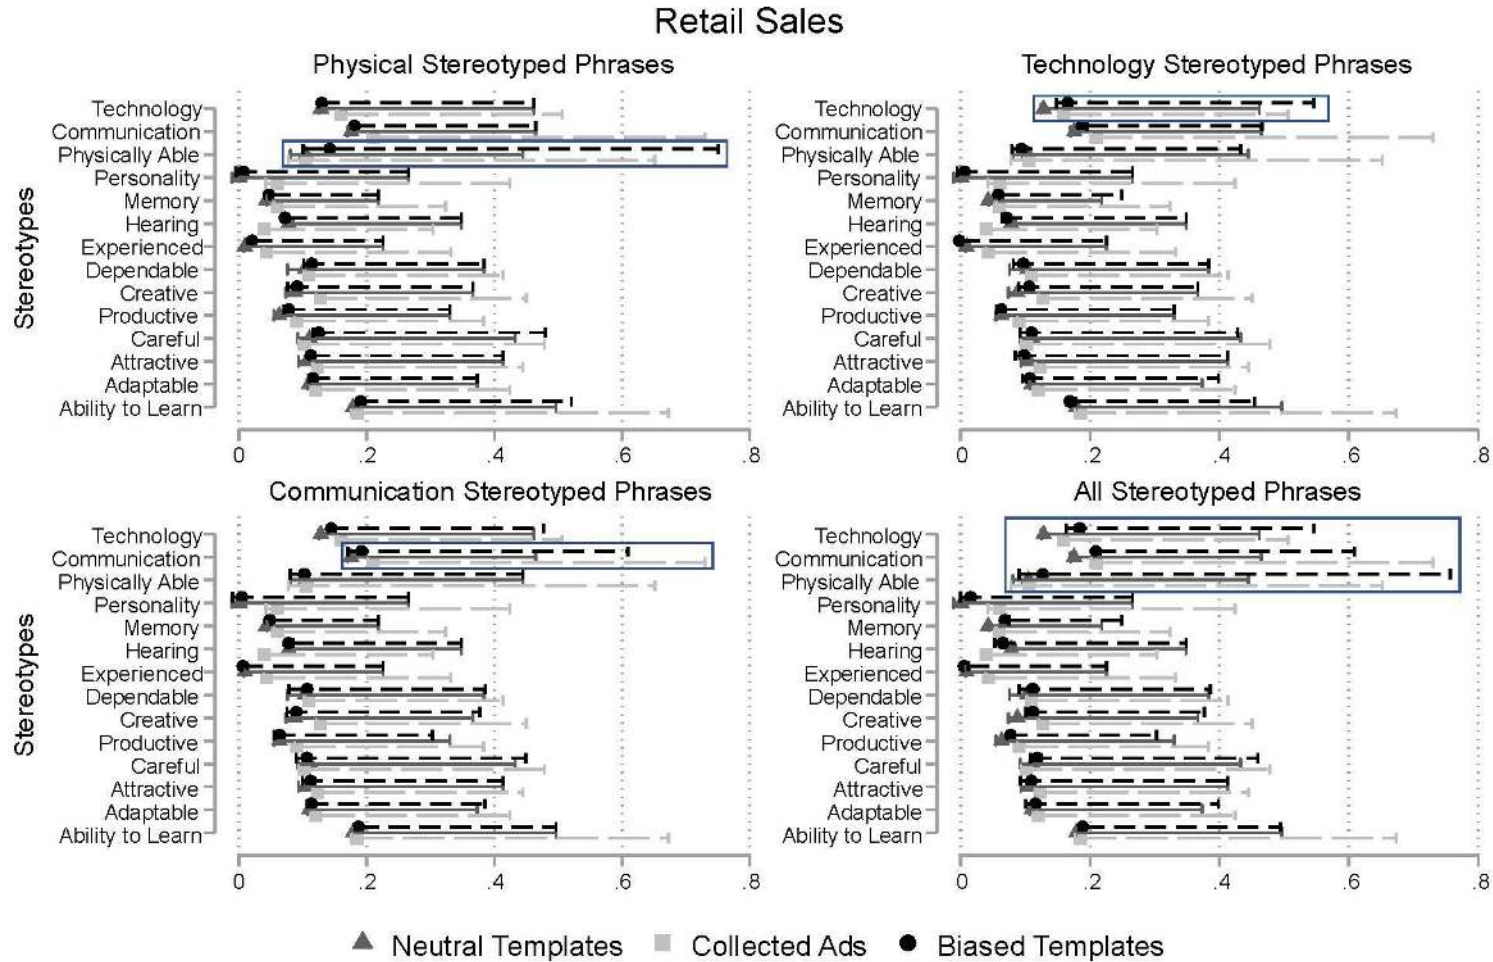 Retail Sales
Physical Stereotyped Phrases
Stereotypes
Technology
Communication
Physically Able
Personality
Memory
Hearing
Experienced
Dependable
Creative
Productive
Careful
Attractive
Adaptable
Ability to Learn
0 .2 .4 .6 .8
Technology Stereotyped Phrases
Technology
Communication
Physically Able
Personality
Memory
Hearing
Experienced
Dependable
Creative
Productive
Careful
Attractive
Adaptable
Ability to Learn
0 .2 .4 .6 .8
Communication Stereotyped Phrases
Stereotypes
Technology
Communication
Physically Able
Personality
Memory
Hearing
Experienced
Dependable
Creative
Productive
Careful
Attractive
Adaptable
Ability to Learn
0 .2 .4 .6 .8
All Stereotyped Phrases
Technology
Communication
Physically Able
Personality
Memory
Hearing
Experienced
Dependable
Creative
Productive
Careful
Attractive
Adaptable
Ability to Learn
0 .2 .4 .6 .8
Neutral Templates Collected Ads Biased Templates